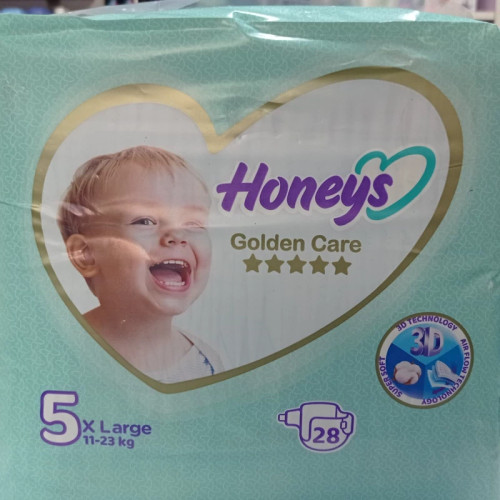 Honeys
Golden Care
3D TECHNOLOGY
3D
AIR FLOW TECHNOLOGY
SUPER SOFT
5
X Large
11-23 kg
28